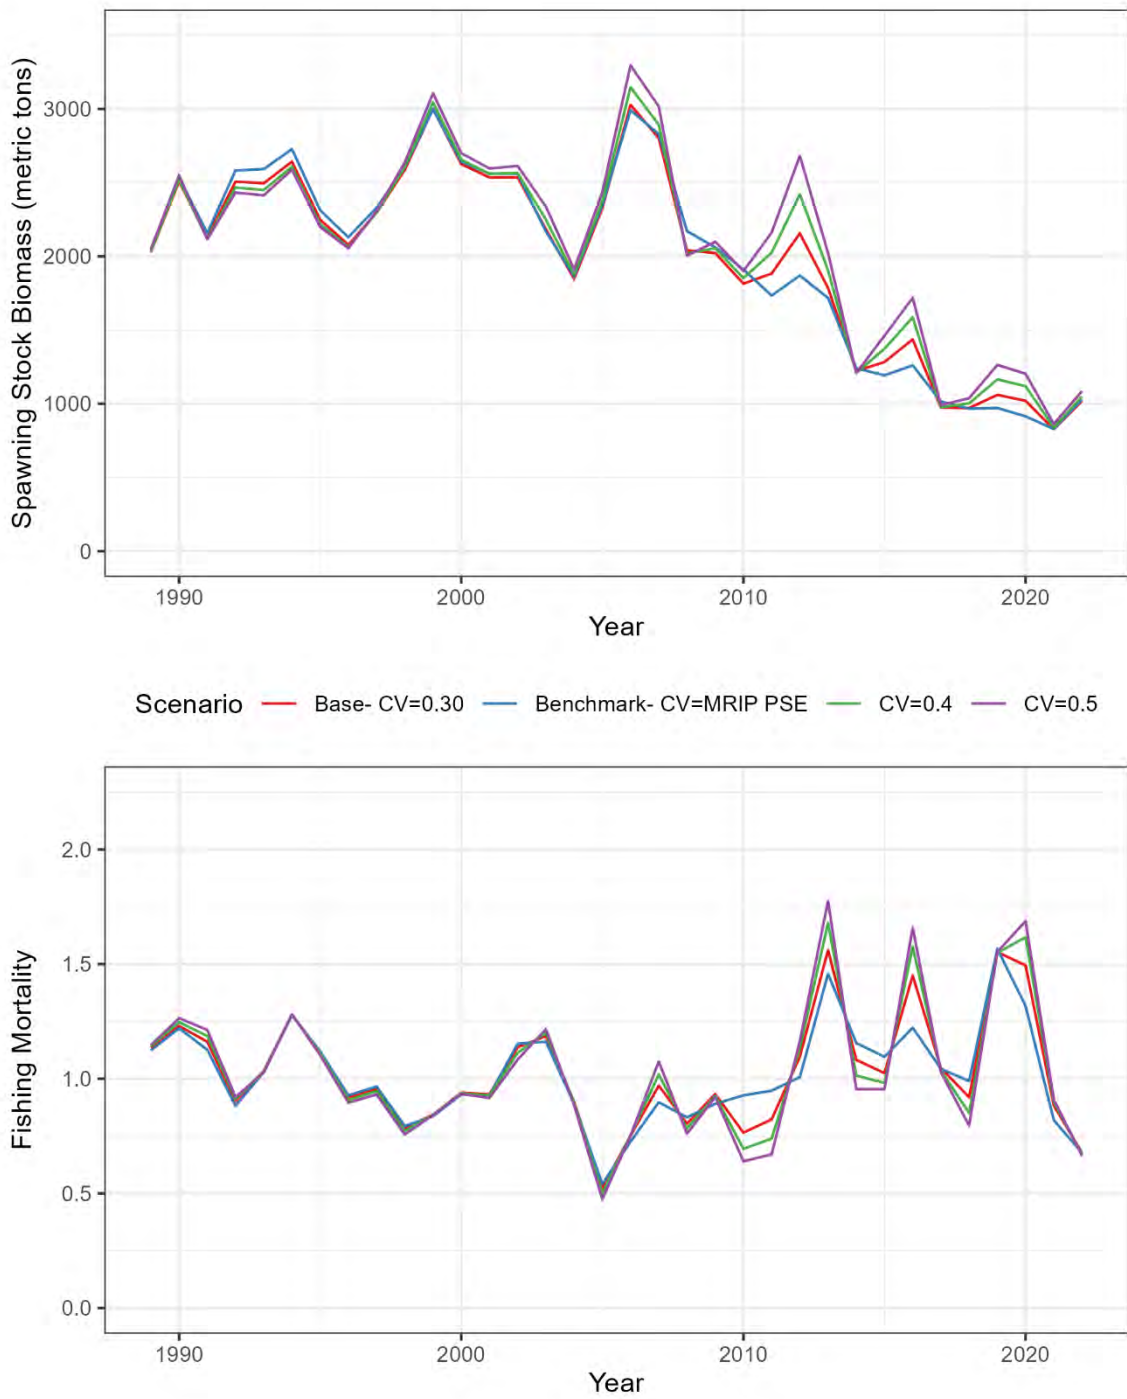 Spawning Stock Biomass (metric tons)
3000
2000
1000
0
1990 2000 2010 2020
Year
Scenario Base- CV=0.30 Benchmark- CV=MRIP PSE CV=0.4 CV=0.5
Fishing Mortality
2.0
1.5
1.0
0.5
0.0
1990 2000 2010 2020
Year